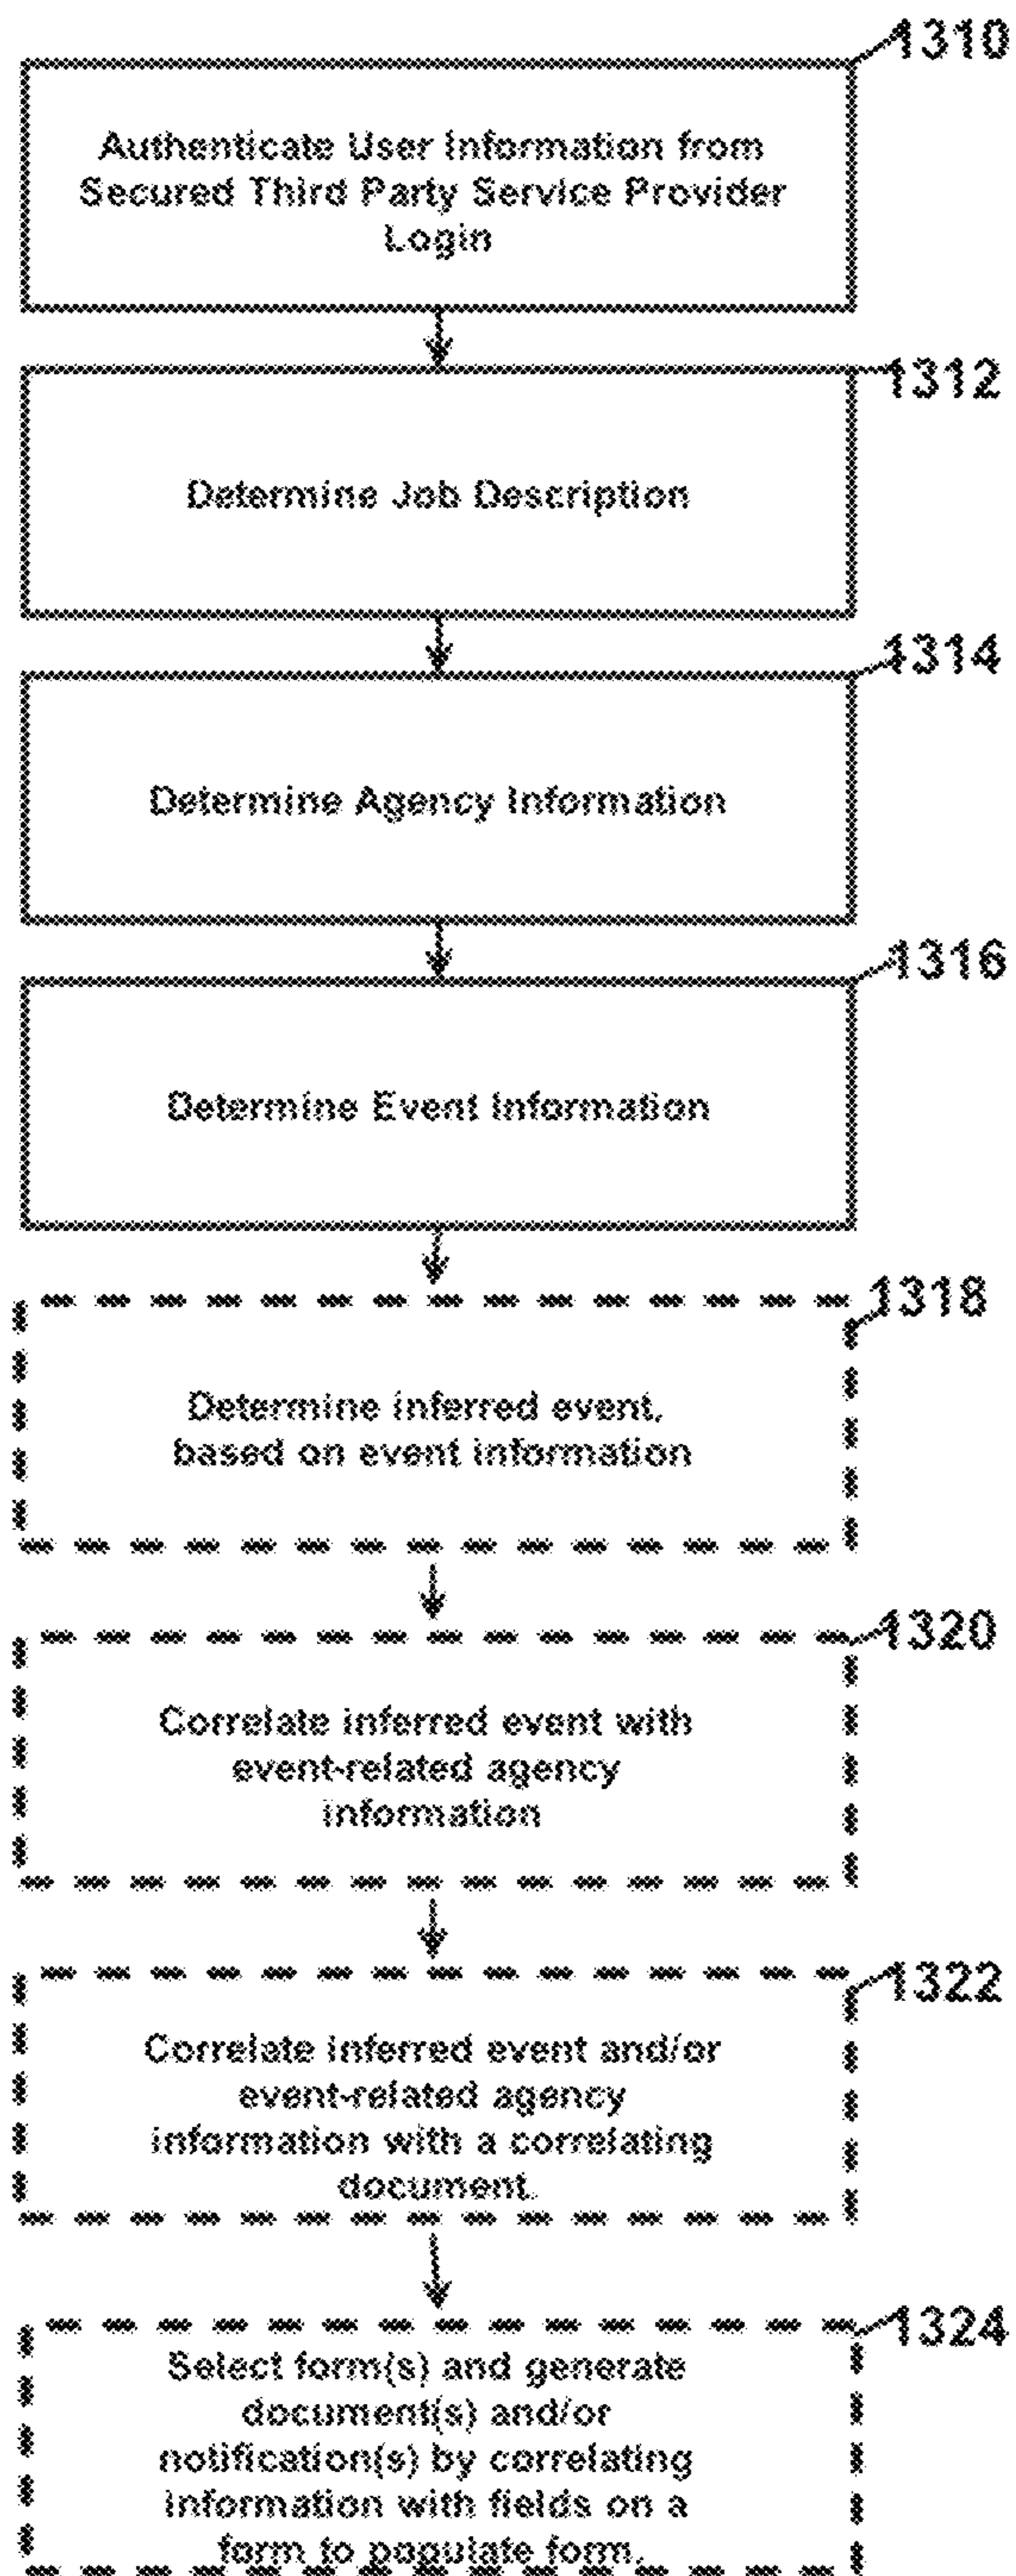 1310
Authenticate User Information from
Secured Third Party Service Provider
Login
1312
Determine Job Description
1314
Determine Agency Information
1316
Determine Event Information
1318
Determine inferred event,
based on event information
1320
Correlate inferred event with
event-related agency
information
1322
Correlate inferred event and/or
event-related agency
information with a correlating
document.
1324
Select form(s) and generate
document(s) and/or
notification(s) by correlating
information with fields on a
form to populate form.